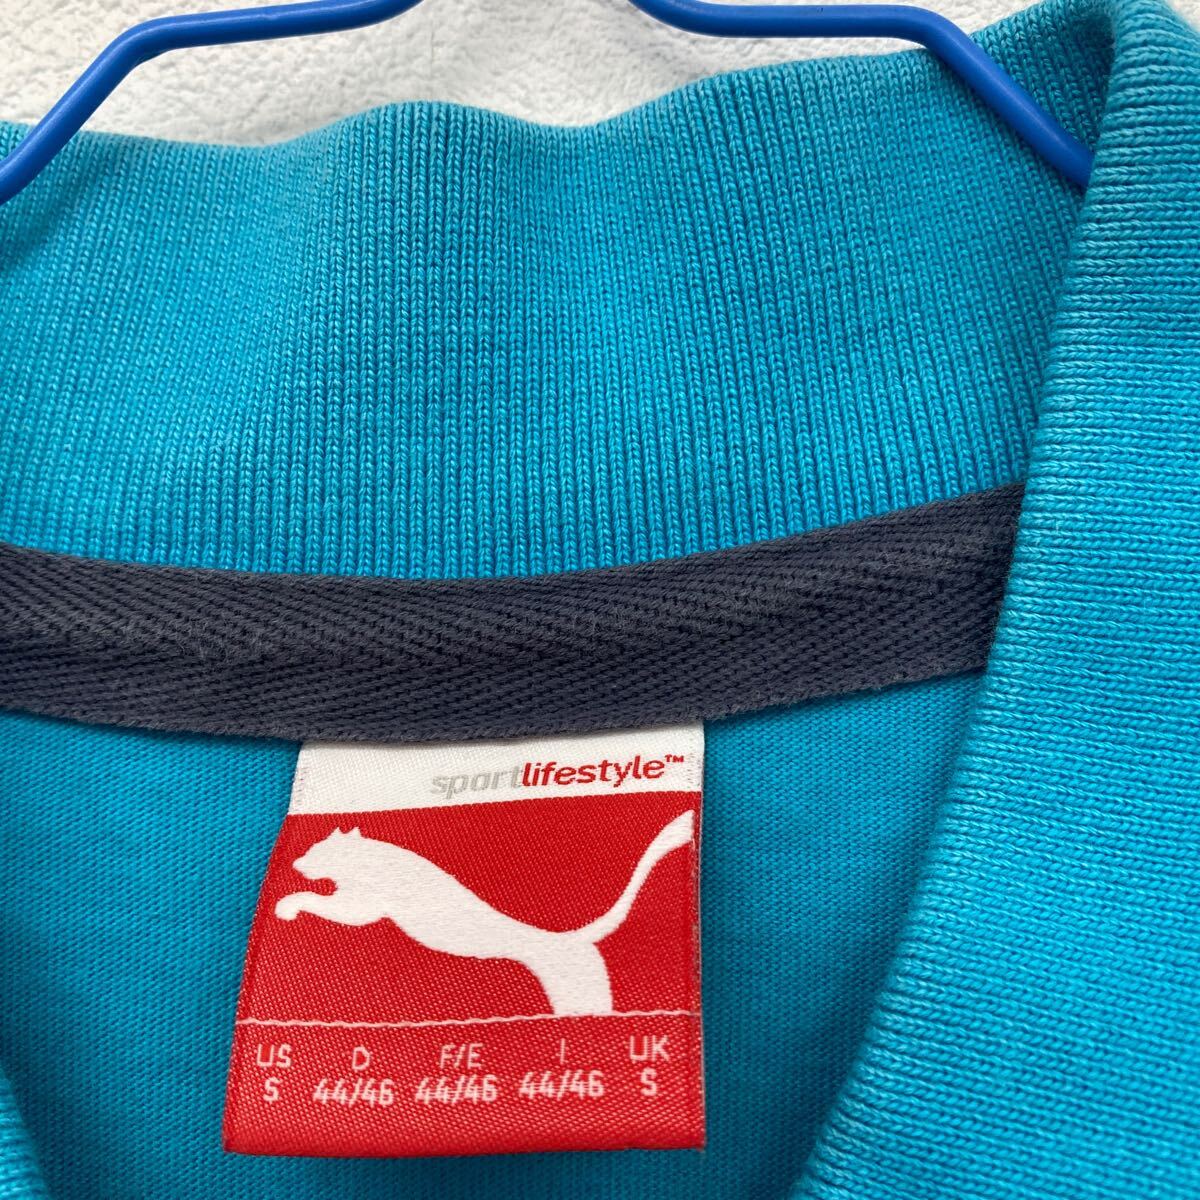 sportlifestyle™
US D F/E I UK
S 44/46 44/46 44/46 S